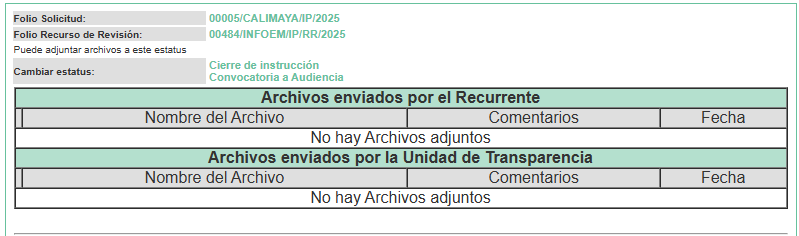 Folio Solicitud: 00005/CALIMAYA/IP/2025
Folio Recurso de Revisión: 00484/INFOEM/IP/RR/2025
Puede adjuntar archivos a este estatus
Cambiar estatus: Cierre de instrucción
Convocatoria a Audiencia
Archivos enviados por el Recurrente
Nombre del Archivo Comentarios Fecha
No hay Archivos adjuntos
Archivos enviados por la Unidad de Transparencia
Nombre del Archivo Comentarios Fecha
No hay Archivos adjuntos